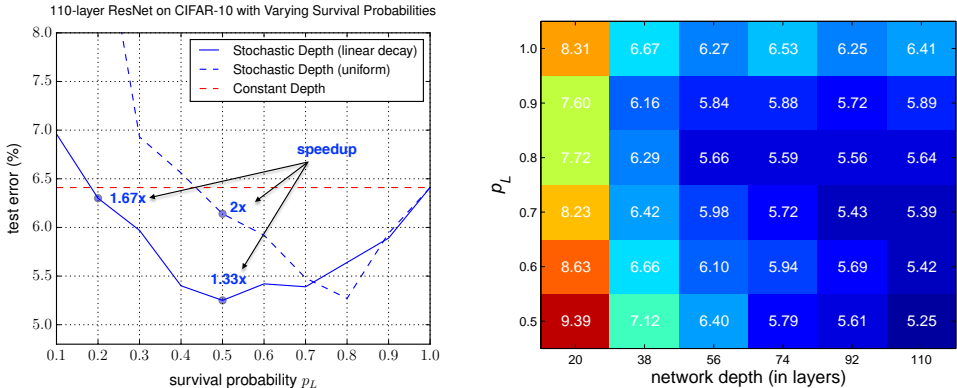 110-layer ResNet on CIFAR-10 with Varying Survival Probabilities
8.0
7.5
7.0
6.5
6.0
5.5
5.0
test error (%)
Stochastic Depth (linear decay)
Stochastic Depth (uniform)
Constant Depth
speedup
1.67x
2x
1.33x
0.1 0.2 0.3 0.4 0.5 0.6 0.7 0.8 0.9 1.0
survival probability p_L
p_L
1.0 8.31 6.67 6.27 6.53 6.25 6.41
0.9 7.60 6.16 5.84 5.88 5.72 5.89
0.8 7.72 6.29 5.66 5.59 5.56 5.64
0.7 8.23 6.42 5.98 5.72 5.43 5.39
0.6 8.63 6.66 6.10 5.94 5.69 5.42
0.5 9.39 7.12 6.40 5.79 5.61 5.25
20 38 56 74 92 110
network depth (in layers)